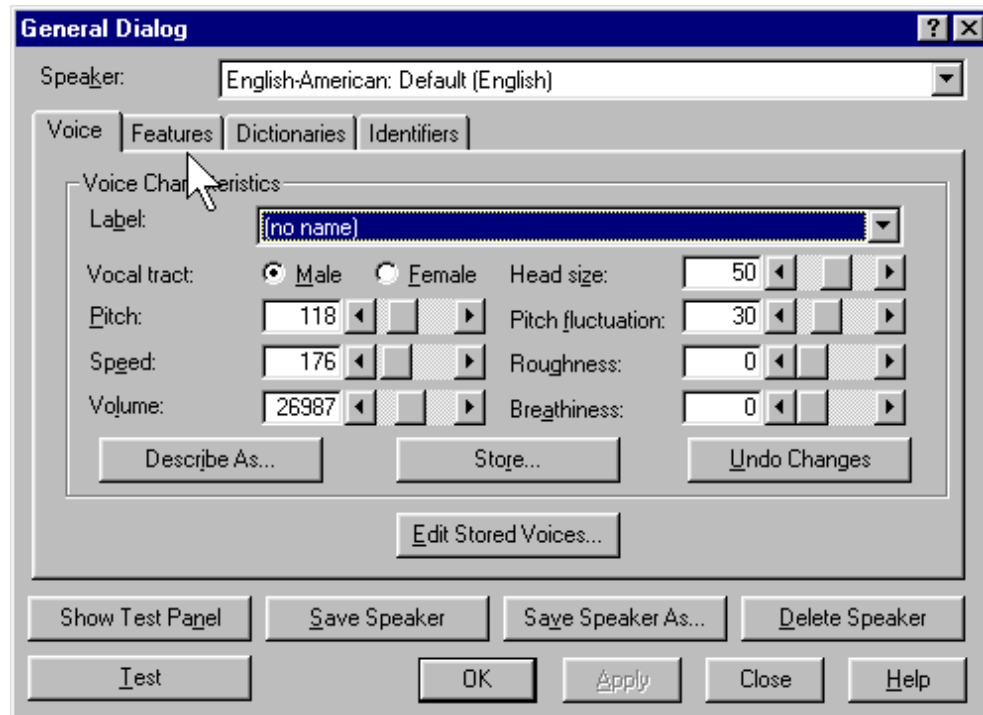 General Dialog
Speaker: English-American: Default (English)
Voice Features Dictionaries Identifiers
Voice Characteristics
Label: (no name)
Vocal tract: Male Female Head size: 50
Pitch: 118 Pitch fluctuation: 30
Speed: 176 Roughness: 0
Volume: 26987 Breathiness: 0
Describe As... Store... Undo Changes
Edit Stored Voices...
Show Test Panel Save Speaker Save Speaker As... Delete Speaker
Test OK Apply Close Help